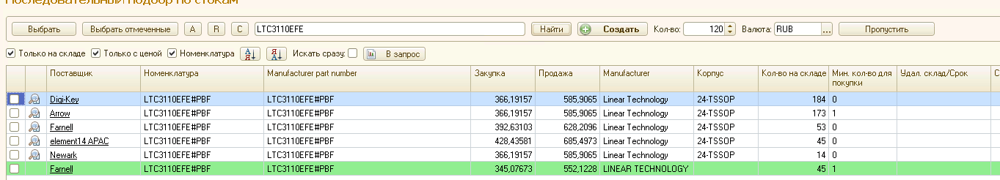 Последовательный подбор по стокам
Выбрать Выбрать отмеченные A R C LTC3110EFE Найти Создать Кол-во: 120 Валюта: RUB ... Пропустить
Только на складе Только с ценой Номенклатура Искать сразу: В запрос
Поставщик Номенклатура Manufacturer part number Закупка Продажа Manufacturer Корпус Кол-во на складе Мин. кол-во для покупки Удал. склад/Срок С
Digi-Key LTC3110EFE#PBF LTC3110EFE#PBF 366,19157 585,9065 Linear Technology 24-TSSOP 184 0
Arrow LTC3110EFE#PBF LTC3110EFE#PBF 366,19157 585,9065 Linear Technology 24-TSSOP 173 1
Farnell LTC3110EFE#PBF LTC3110EFE#PBF 392,63103 628,2096 Linear Technology 24-TSSOP 53 0
element14 APAC LTC3110EFE#PBF LTC3110EFE#PBF 428,43581 685,4973 Linear Technology 24-TSSOP 45 0
Newark LTC3110EFE#PBF LTC3110EFE#PBF 366,19157 585,9065 Linear Technology 24-TSSOP 14 0
Farnell LTC3110EFE#PBF LTC3110EFE#PBF 345,07673 552,1228 LINEAR TECHNOLOGY 45 1